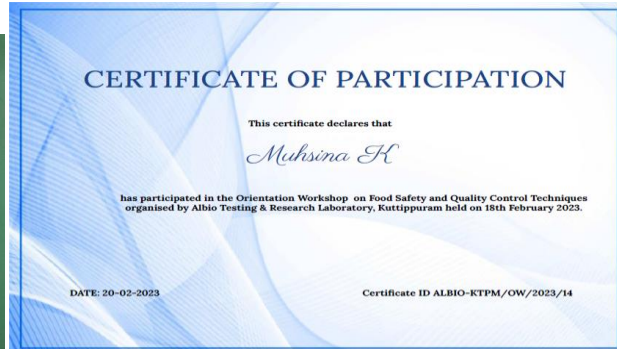 CERTIFICATE OF PARTICIPATION
This certificate declares that
Muhsina K
has participated in the Orientation Workshop on Food Safety and Quality Control Techniques
organised by Albio Testing & Research Laboratory, Kuttippuram held on 18th February 2023.
DATE: 20-02-2023
Certificate ID ALBIO-KTPM/OW/2023/14